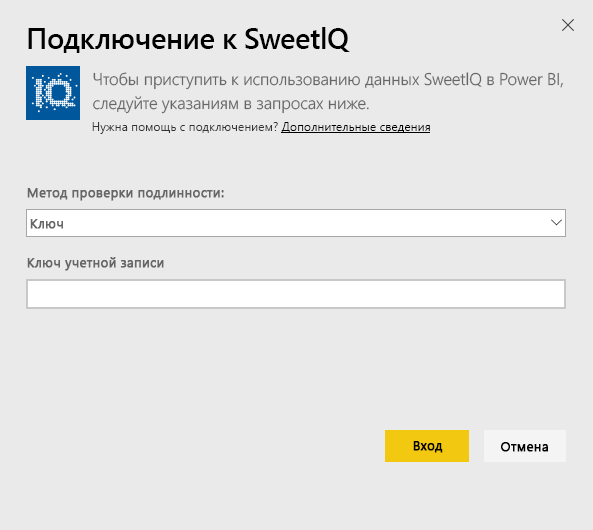 Подключение к SweetIQ
IQ
Чтобы приступить к использованию данных SweetIQ в Power BI,
следуйте указаниям в запросах ниже.
Нужна помощь с подключением? Дополнительные сведения
Метод проверки подлинности:
Ключ
Ключ учетной записи
Вход
Отмена